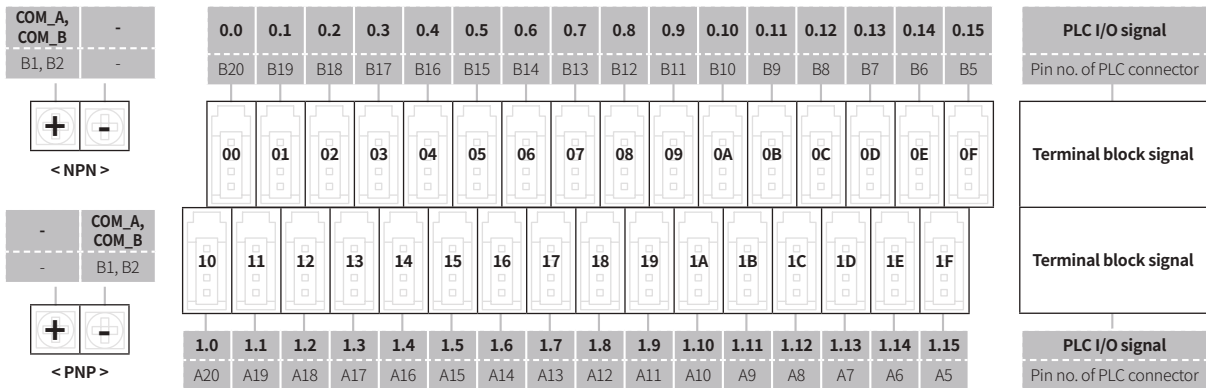 COM_A, COM_B -
B1, B2 -
+ -
< NPN >
- COM_A, COM_B
- B1, B2
+ -
< PNP >
0.0 0.1 0.2 0.3 0.4 0.5 0.6 0.7 0.8 0.9 0.10 0.11 0.12 0.13 0.14 0.15 PLC I/O signal
B20 B19 B18 B17 B16 B15 B14 B13 B12 B11 B10 B9 B8 B7 B6 B5 Pin no. of PLC connector
00 01 02 03 04 05 06 07 08 09 0A 0B 0C 0D 0E 0F Terminal block signal
10 11 12 13 14 15 16 17 18 19 1A 1B 1C 1D 1E 1F Terminal block signal
1.0 1.1 1.2 1.3 1.4 1.5 1.6 1.7 1.8 1.9 1.10 1.11 1.12 1.13 1.14 1.15 PLC I/O signal
A20 A19 A18 A17 A16 A15 A14 A13 A12 A11 A10 A9 A8 A7 A6 A5 Pin no. of PLC connector